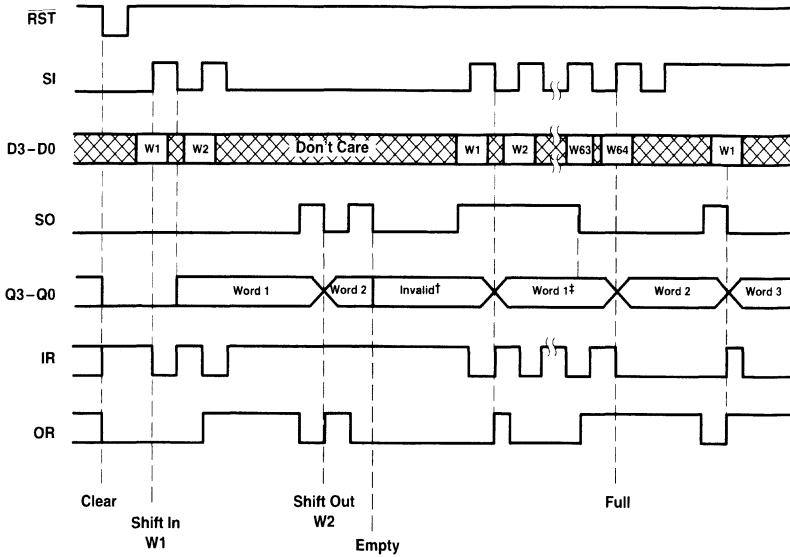 RST
SI
D3–D0 W1 W2 Don't Care W1 W2 W63 W64 W1
SO
Q3–Q0 Word 1 Word 2 Invalid† Word 1‡ Word 2 Word 3
IR
OR
Clear
Shift In
W1
Shift Out
W2
Empty
Full